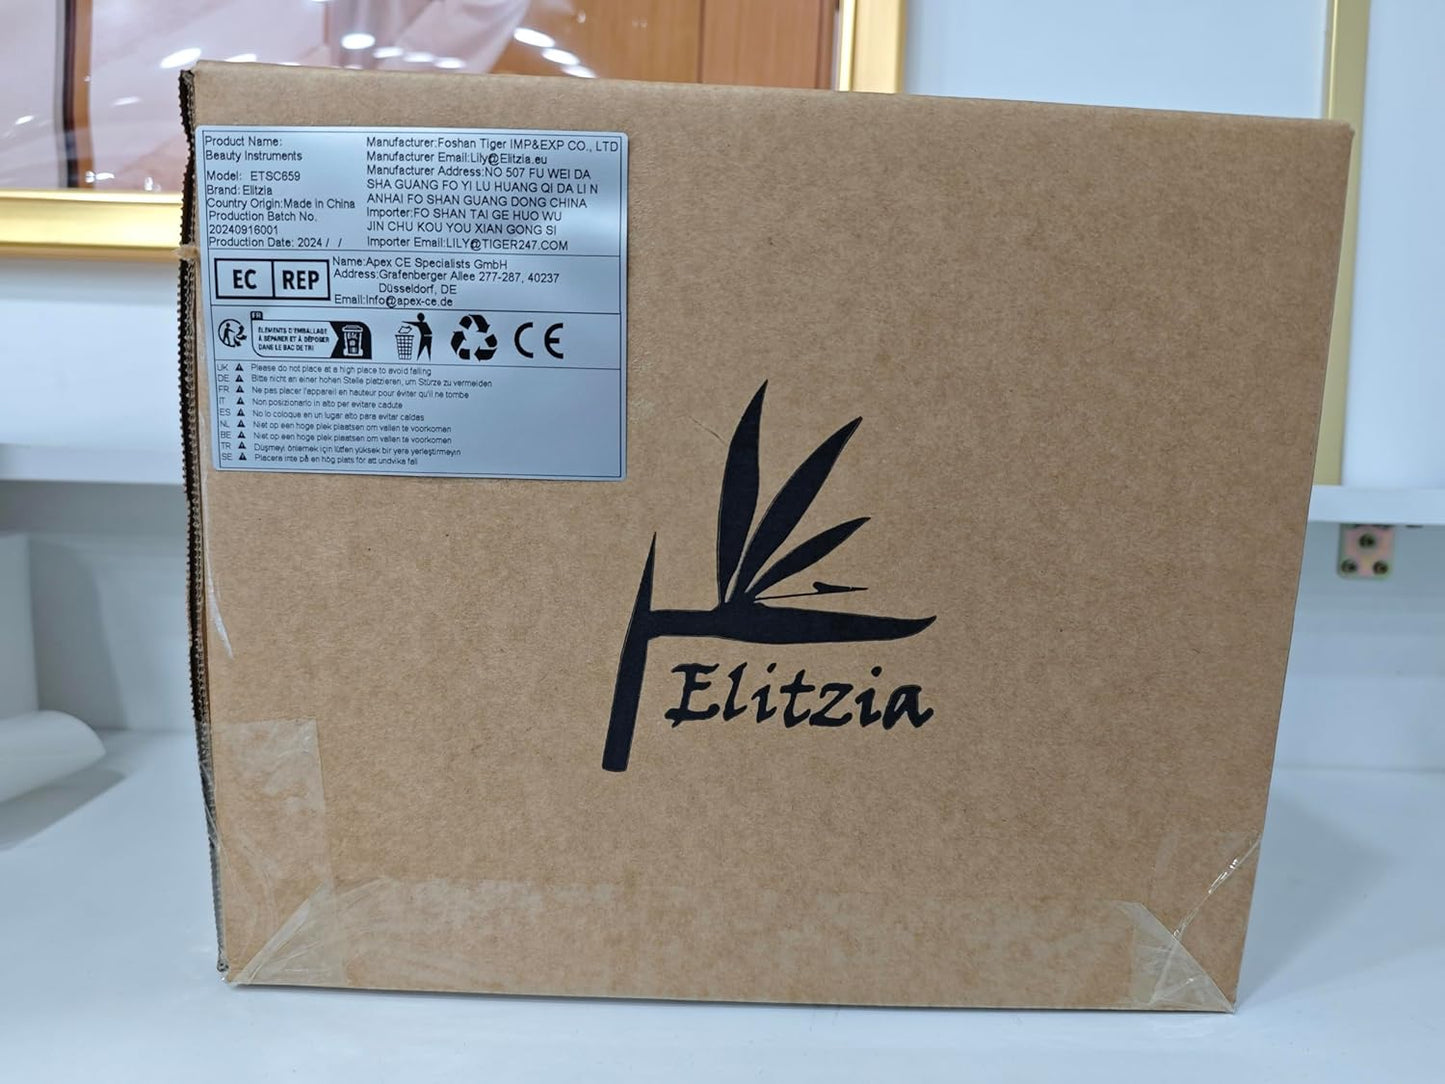 Product Name:
Beauty Instruments
Model: ETSC659
Brand: Elitzia
Country Origin:Made in China
Production Batch No.
20240916001
Production Date: 2024 / /
Manufacturer:Foshan Tiger IMP&EXP CO., LTD
Manufacturer Email:Lily@Elitzia.eu
Manufacturer Address:NO 507 FU WEI DA
SHA GUANG FO YI LU HUANG QI DA LI N
ANHAI FO SHAN GUANG DONG CHINA
Importer:FO SHAN TAI GE HUO WU
JIN CHU KOU YOU XIAN GONG SI
Importer Email:LILY@TIGER247.COM
EC REP
Name:Apex CE Specialists GmbH
Address:Grafenberger Allee 277-287, 40237
Düsseldorf, DE
Email:Info@apex-ce.de
FR
ÉLÉMENTS D'EMBALLAGE
À SÉPARER ET À DÉPOSER
DANS LE BAC DE TRI
CE
UK Please do not place at a high place to avoid falling
DE Bitte nicht an einer hohen Stelle platzieren, um Stürze zu vermeiden
FR Ne pas placer l'appareil en hauteur pour éviter qu'il ne tombe
IT Non posizionarlo in alto per evitare cadute
ES No lo coloque en un lugar alto para evitar caídas
NL Niet op een hoge plek plaatsen om vallen te voorkomen
BE Niet op een hoge plek plaatsen om vallen te voorkomen
TR Düşmeyi önlemek için lütfen yüksek bir yere yerleştirmeyin
SE Placera inte på en hög plats för att undvika fall
Elitzia